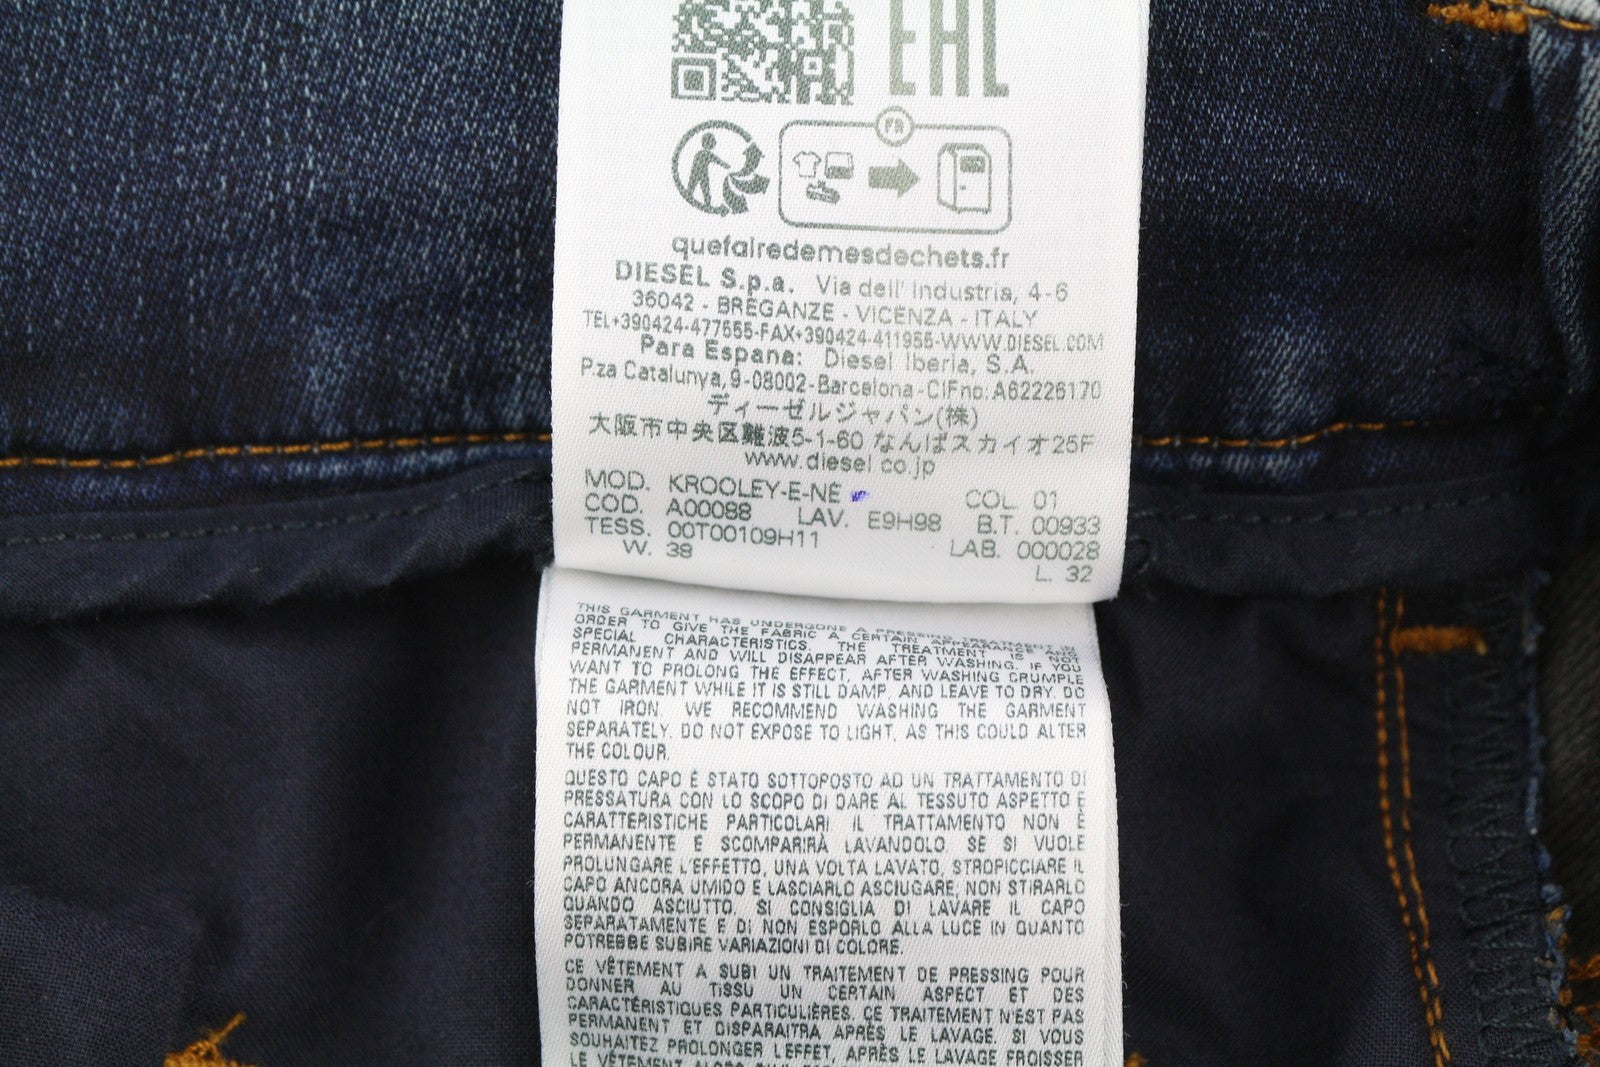 EAC
FR
quefairedemesdechets.fr
DIESEL S.p.a. Via dell' Industria, 4-6
36042 - BREGANZE - VICENZA - ITALY
TEL+390424-477555-FAX+390424-411955-WWW.DIESEL.COM
Para Espana: Diesel Iberia, S.A.
P.za Catalunya,9-08002-Barcelona-CIFno:A62226170
ディーゼルジャパン(株)
大阪市中央区難波5-1-60 なんばスカイオ25F
www.diesel co.jp
MOD. KROOLEY-E-NE COL 01
COD. A00088 LAV. E9H98 B.T. 00933
TESS. 00T00109H11 LAB. 000028
W. 38 L. 32
THIS GARMENT HAS UNDERGONE A PRESSING TREATMENT IN
ORDER TO GIVE THE FABRIC A CERTAIN APPEARANCE AND
SPECIAL CHARACTERISTICS. THE TREATMENT IS NOT
PERMANENT AND WILL DISAPPEAR AFTER WASHING. IF YOU
WANT TO PROLONG THE EFFECT, AFTER WASHING CRUMPLE
THE GARMENT WHILE IT IS STILL DAMP, AND LEAVE TO DRY. DO
NOT IRON. WE RECOMMEND WASHING THE GARMENT
SEPARATELY. DO NOT EXPOSE TO LIGHT, AS THIS COULD ALTER
THE COLOUR.
QUESTO CAPO È STATO SOTTOPOSTO AD UN TRATTAMENTO DI
PRESSATURA CON LO SCOPO DI DARE AL TESSUTO ASPETTO E
CARATTERISTICHE PARTICOLARI. IL TRATTAMENTO NON È
PERMANENTE E SCOMPARIRÀ LAVANDOLO. SE SI VUOLE
PROLUNGARE L'EFFETTO, UNA VOLTA LAVATO, STROPICCIARE IL
CAPO ANCORA UMIDO E LASCIARLO ASCIUGARE, NON STIRARLO
QUANDO ASCIUTTO. SI CONSIGLIA DI LAVARE IL CAPO
SEPARATAMENTE E DI NON ESPORLO ALLA LUCE IN QUANTO
POTREBBE SUBIRE VARIAZIONI DI COLORE.
CE VÊTEMENT A SUBI UN TRAITEMENT DE PRESSING POUR
DONNER AU TISSU UN CERTAIN ASPECT ET DES
CARACTÉRISTIQUES PARTICULIÈRES. CE TRAITEMENT N'EST PAS
PERMANENT ET DISPARAITRA APRÈS LE LAVAGE. SI VOUS
SOUHAITEZ PROLONGER L'EFFET, APRÈS LE LAVAGE FROISSER
LE VÊTEMENT